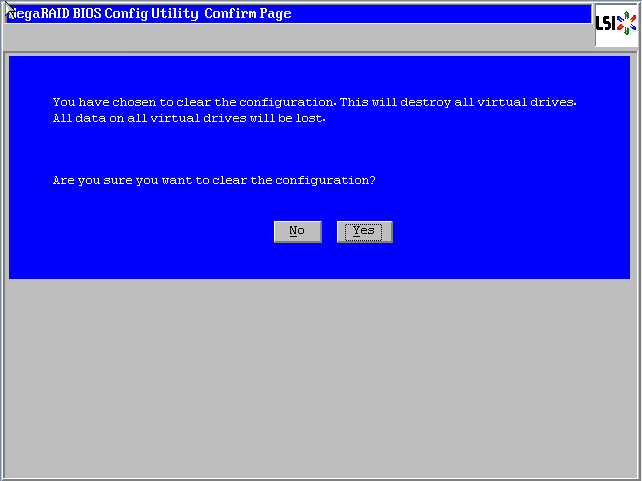 MegaRAID BIOS Config Utility Confirm Page
LSI
You have chosen to clear the configuration. This will destroy all virtual drives.
All data on all virtual drives will be lost.
Are you sure you want to clear the configuration?
No
Yes